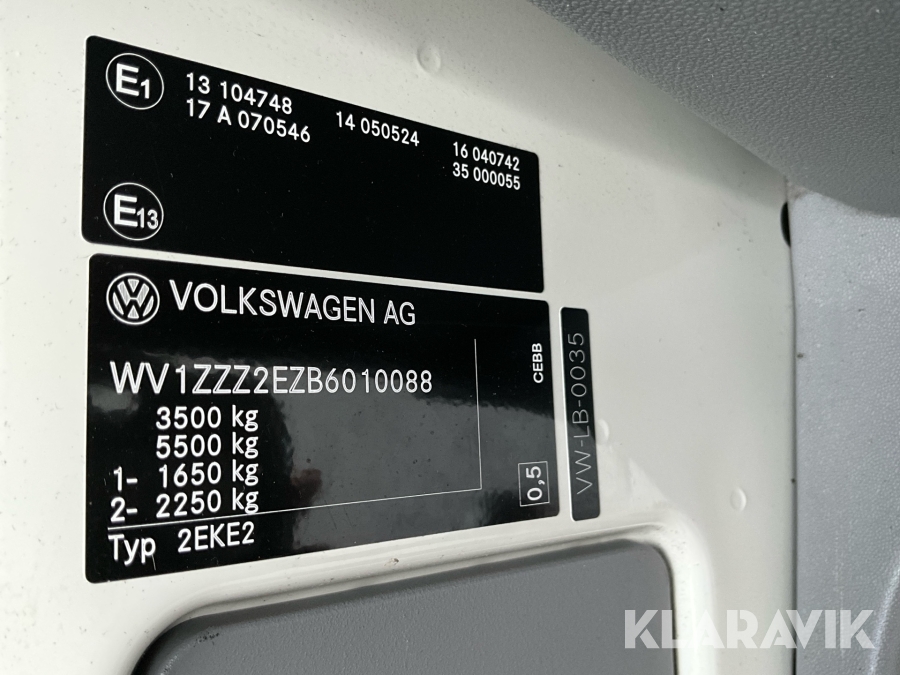 E1
13 104748
14 050524
16 040742
17 A 070546
35 000055
E13
VOLKSWAGEN AG
WV1ZZZ2EZB6010088
3500 kg
5500 kg
1- 1650 kg
2- 2250 kg
Typ 2EKE2
CEBB
0,5
VW-LB-0035
KLARAVIK